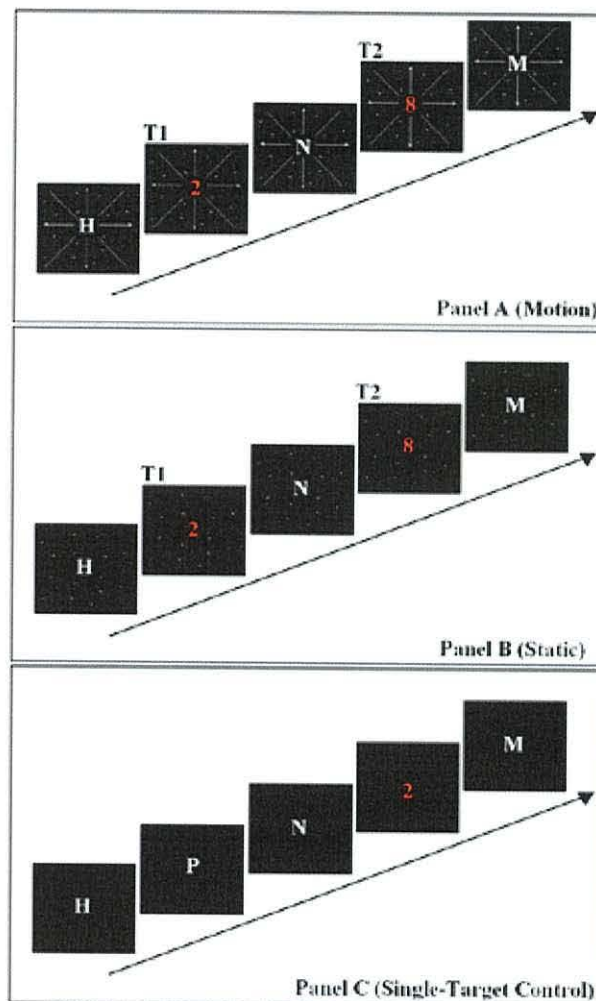 M
T2
8
T1
N
2
H
Panel A (Motion)
M
T2
8
T1
N
2
H
Panel B (Static)
M
2
N
P
H
Panel C (Single-Target Control)